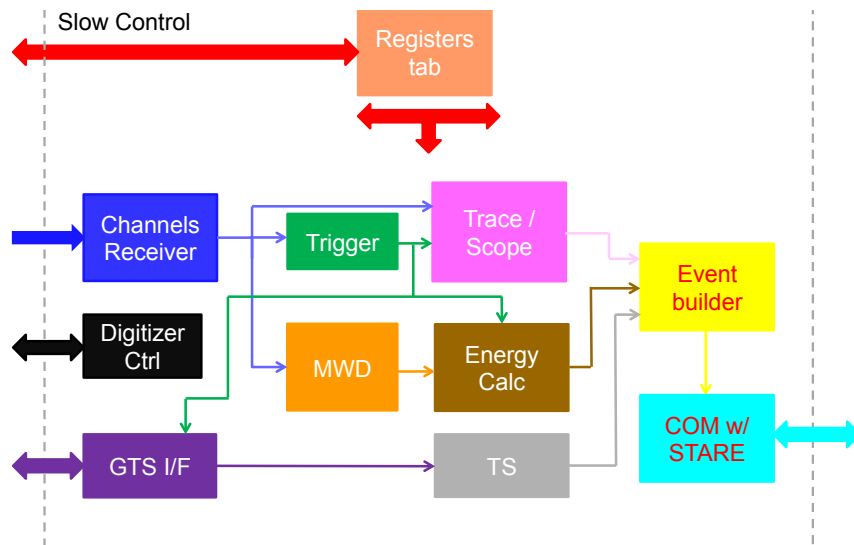 Slow Control
Registers
tab
Channels
Receiver
Trigger
Trace /
Scope
Event
builder
Digitizer
Ctrl
MWD
Energy
Calc
COM w/
STARE
GTS I/F
TS